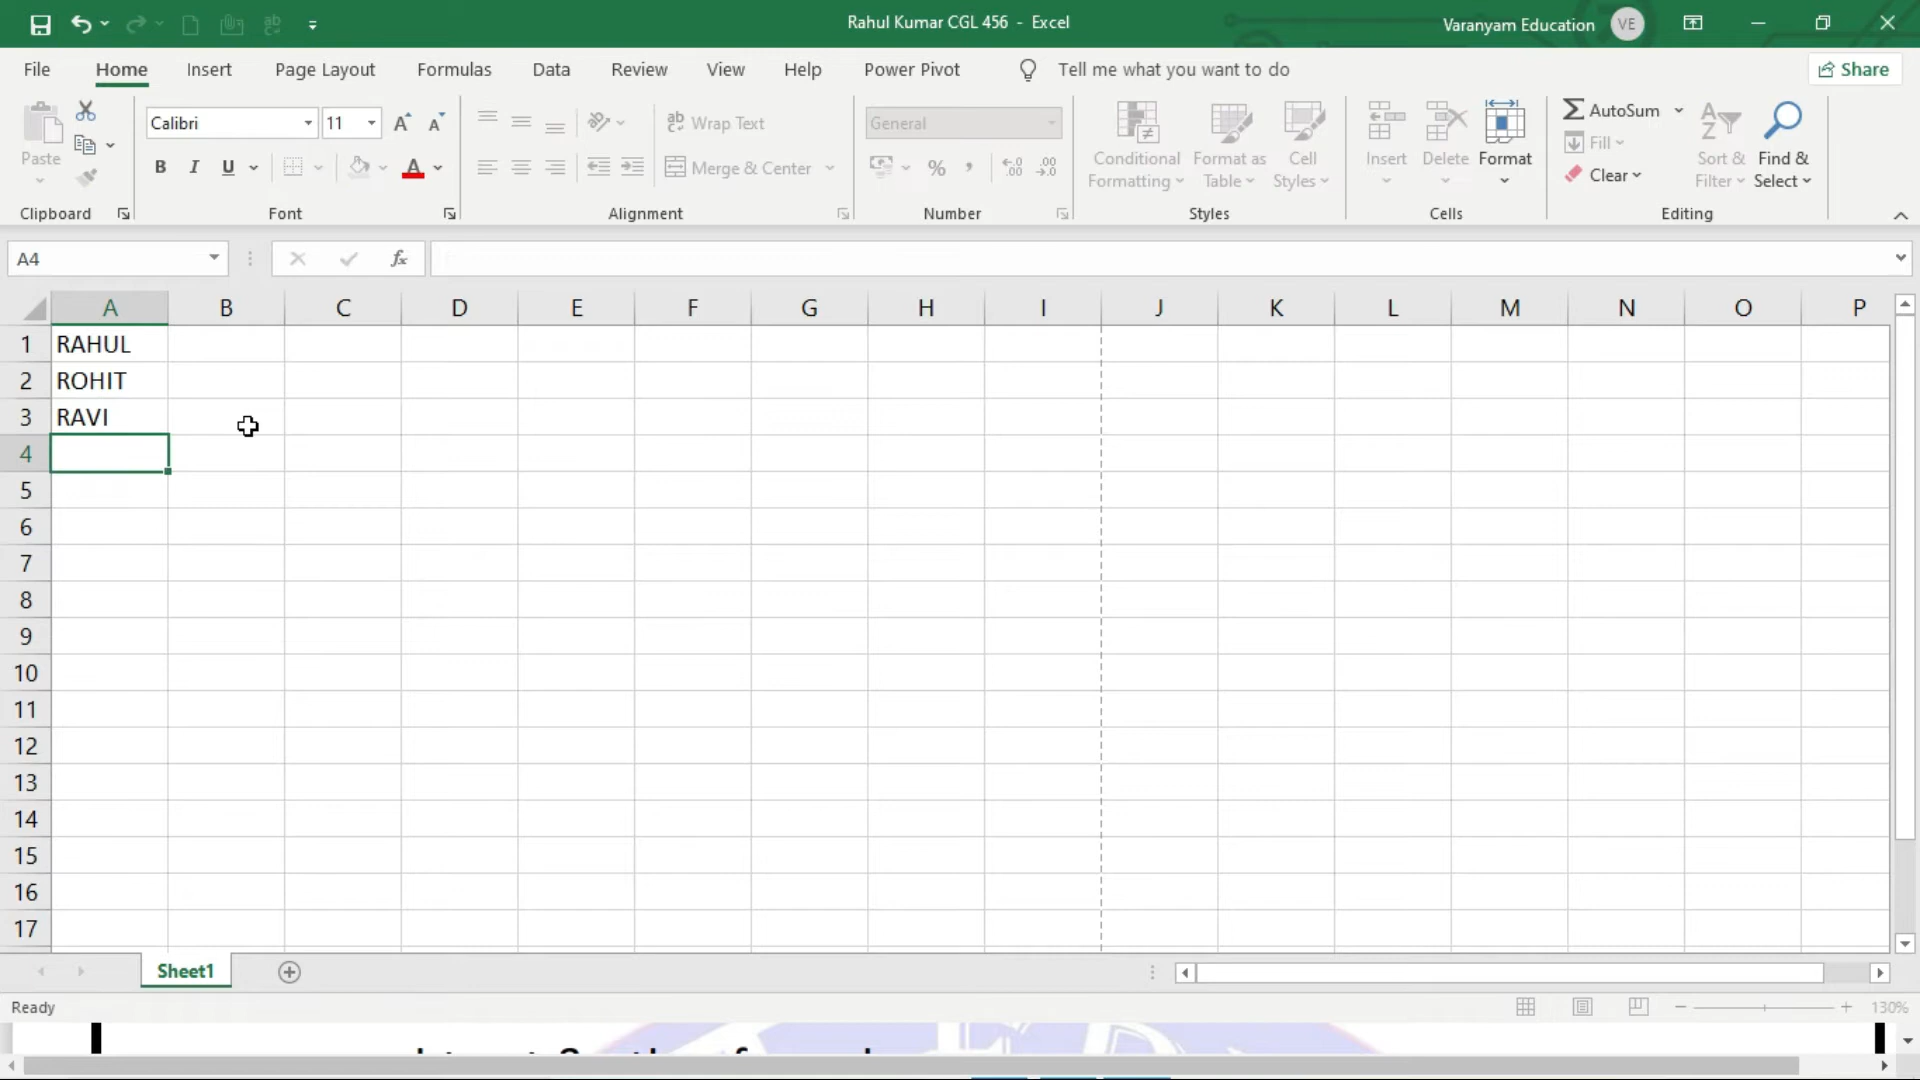 Rahul Kumar CGL 456 - Excel
Varanyam Education VE
File Home Insert Page Layout Formulas Data Review View Help Power Pivot Tell me what you want to do Share
Paste
Calibri 11
B I U A
Wrap Text
Merge & Center
General
% , .00 .00
Conditional Formatting
Format as Table
Cell Styles
Insert Delete Format
AutoSum
Fill
Clear
Sort & Filter
Find & Select
Clipboard Font Alignment Number Styles Cells Editing
A4 fx
A B C D E F G H I J K L M N O P
1 RAHUL
2 ROHIT
3 RAVI
4
5
6
7
8
9
10
11
12
13
14
15
16
17
Sheet1
Ready 130%